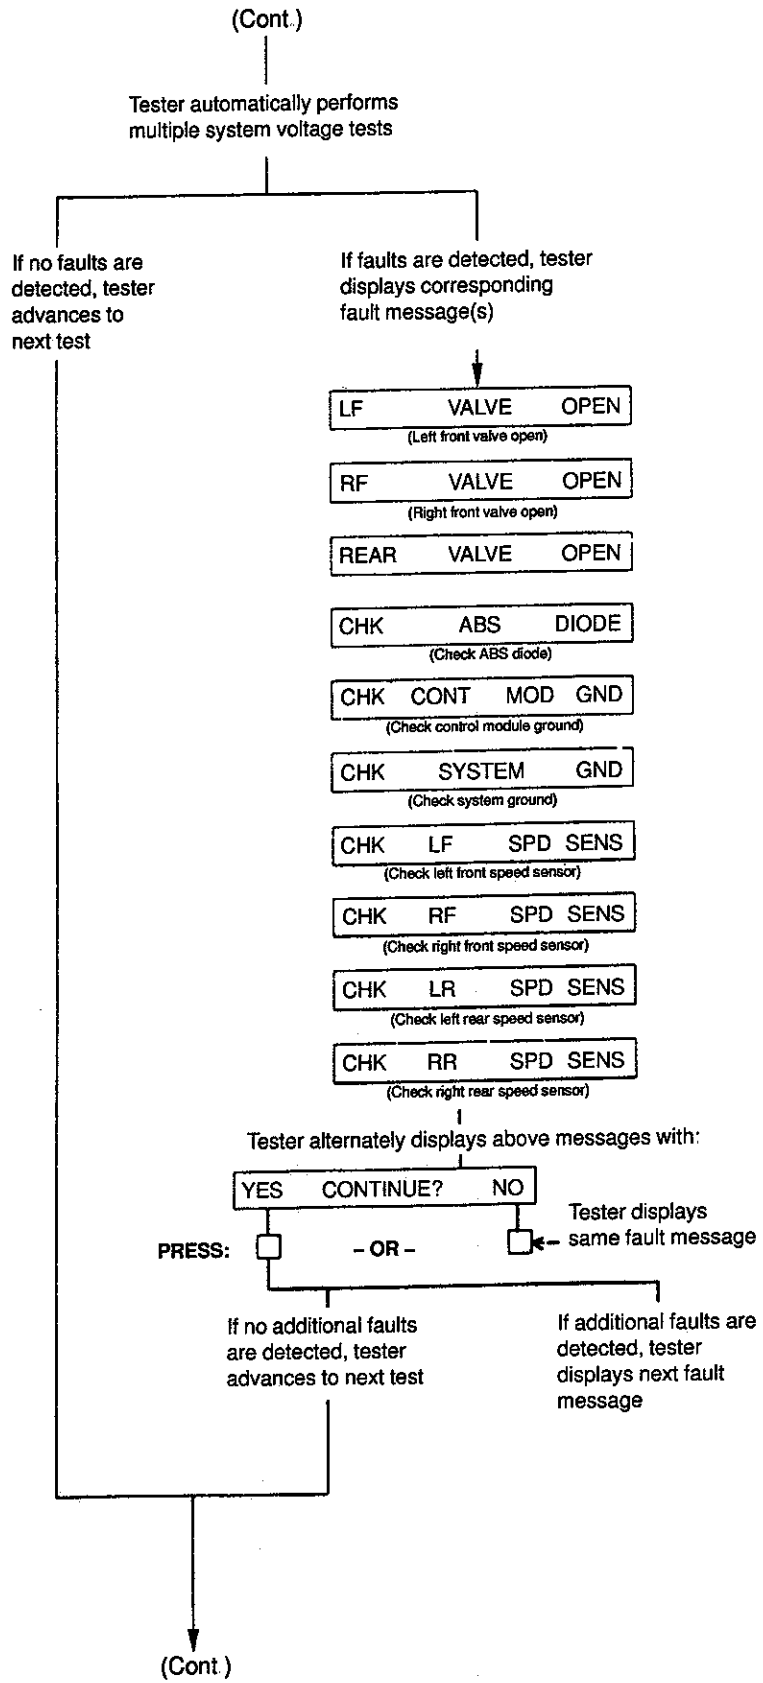 (Cont.)
Tester automatically performs
multiple system voltage tests
If no faults are
detected, tester
advances to
next test
If faults are detected, tester
displays corresponding
fault message(s)
LF VALVE OPEN
(Left front valve open)
RF VALVE OPEN
(Right front valve open)
REAR VALVE OPEN
CHK ABS DIODE
(Check ABS diode)
CHK CONT MOD GND
(Check control module ground)
CHK SYSTEM GND
(Check system ground)
CHK LF SPD SENS
(Check left front speed sensor)
CHK RF SPD SENS
(Check right front speed sensor)
CHK LR SPD SENS
(Check left rear speed sensor)
CHK RR SPD SENS
(Check right rear speed sensor)
Tester alternately displays above messages with:
YES CONTINUE? NO
PRESS: – OR –
Tester displays
same fault message
If no additional faults
are detected, tester
advances to next test
If additional faults are
detected, tester
displays next fault
message
(Cont.)